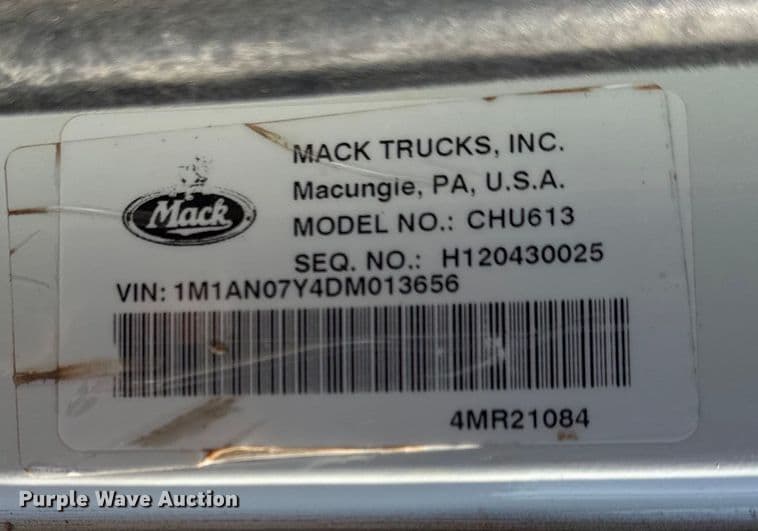 MACK TRUCKS, INC.
Macungie, PA, U.S.A.
Mack
MODEL NO.: CHU613
SEQ. NO.: H120430025
VIN: 1M1AN07Y4DM013656
4MR21084
Purple Wave Auction